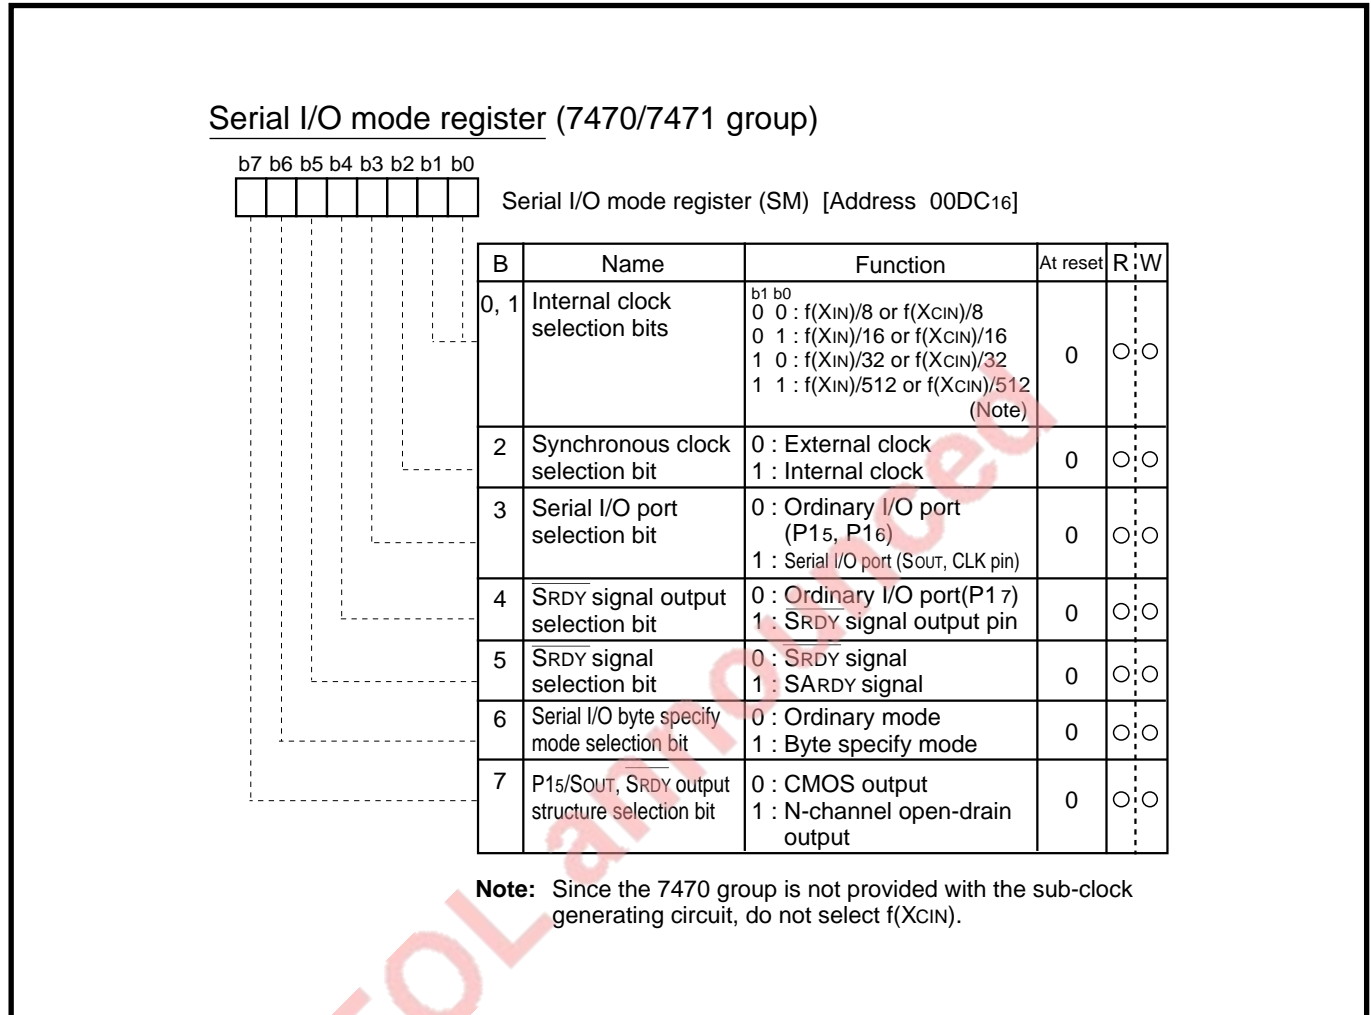 Serial I/O mode register (7470/7471 group)
b7 b6 b5 b4 b3 b2 b1 b0
Serial I/O mode register (SM) [Address 00DC16]
B Name Function At reset R W
0, 1 Internal clock selection bits
b1 b0
0 0 : f(XIN)/8 or f(XCIN)/8
0 1 : f(XIN)/16 or f(XCIN)/16
1 0 : f(XIN)/32 or f(XCIN)/32
1 1 : f(XIN)/512 or f(XCIN)/512
(Note)
0 ○ ○
2 Synchronous clock selection bit
0 : External clock
1 : Internal clock
0 ○ ○
3 Serial I/O port selection bit
0 : Ordinary I/O port
(P15, P16)
1 : Serial I/O port (SOUT, CLK pin)
0 ○ ○
4 SRDY signal output selection bit
0 : Ordinary I/O port(P17)
1 : SRDY signal output pin
0 ○ ○
5 SRDY signal selection bit
0 : SRDY signal
1 : SARDY signal
0 ○ ○
6 Serial I/O byte specify mode selection bit
0 : Ordinary mode
1 : Byte specify mode
0 ○ ○
7 P15/SOUT, SRDY output structure selection bit
0 : CMOS output
1 : N-channel open-drain
output
0 ○ ○
Note: Since the 7470 group is not provided with the sub-clock
generating circuit, do not select f(XCIN).
EOL announced